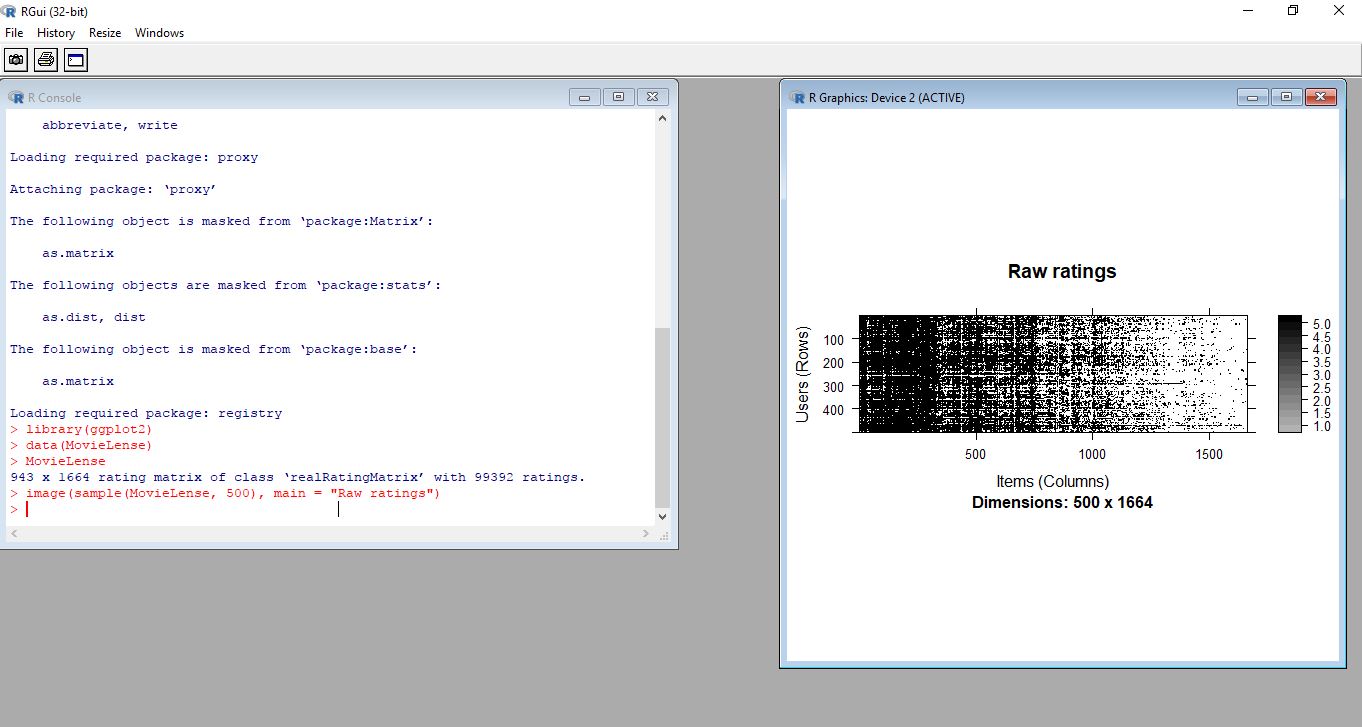 RGui (32-bit)
File History Resize Windows
R Console
    abbreviate, write
Loading required package: proxy
Attaching package: ‘proxy’
The following object is masked from ‘package:Matrix’:
    as.matrix
The following objects are masked from ‘package:stats’:
    as.dist, dist
The following object is masked from ‘package:base’:
    as.matrix
Loading required package: registry
> library(ggplot2)
> data(MovieLense)
> MovieLense
943 x 1664 rating matrix of class ‘realRatingMatrix’ with 99392 ratings.
> image(sample(MovieLense, 500), main = "Raw ratings")
>
R Graphics: Device 2 (ACTIVE)
Raw ratings
Users (Rows)
100
200
300
400
500 1000 1500
Items (Columns)
Dimensions: 500 x 1664
5.0
4.5
4.0
3.5
3.0
2.5
2.0
1.5
1.0